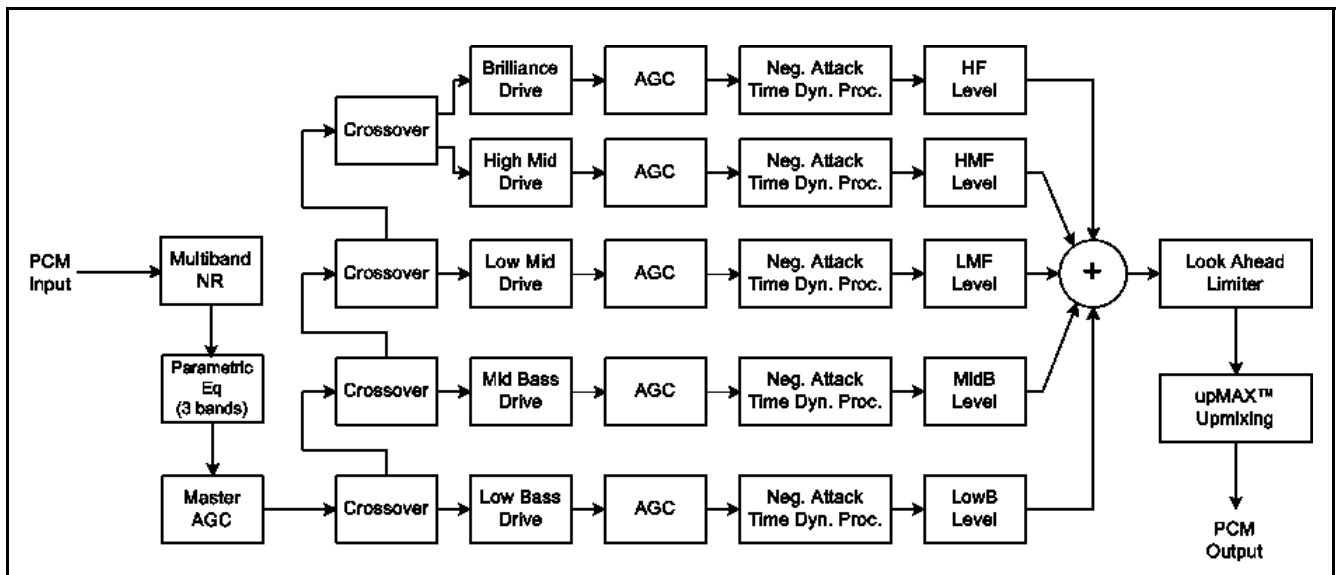 Brilliance
Drive
AGC
Neg. Attack
Time Dyn. Proc.
HF
Level
Crossover
High Mid
Drive
AGC
Neg. Attack
Time Dyn. Proc.
HMF
Level
PCM
Input
Multiband
NR
Crossover
Low Mid
Drive
AGC
Neg. Attack
Time Dyn. Proc.
LMF
Level
+
Look Ahead
Limiter
Parametric
Eq
(3 bands)
Crossover
Mid Bass
Drive
AGC
Neg. Attack
Time Dyn. Proc.
MidB
Level
upMAX™
Upmixing
Master
AGC
Crossover
Low Bass
Drive
AGC
Neg. Attack
Time Dyn. Proc.
LowB
Level
PCM
Output